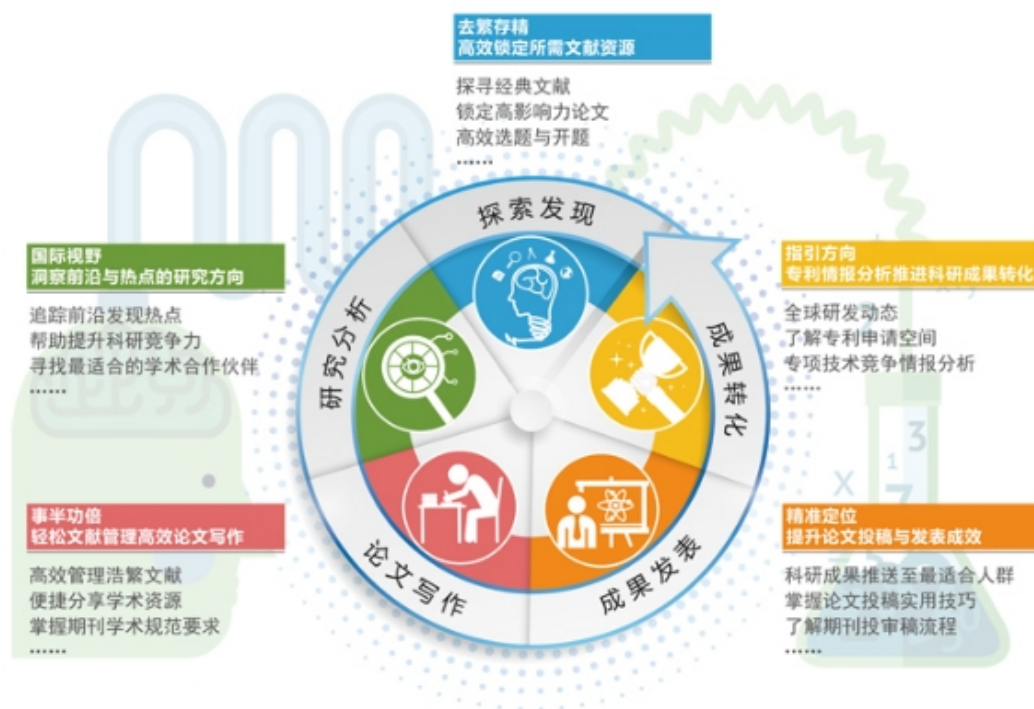 去繁存精
高效锁定所需文献资源
探寻经典文献
锁定高影响力论文
高效选题与开题
......
国际视野
洞察前沿与热点的研究方向
追踪前沿发现热点
帮助提升科研竞争力
寻找最适合的学术合作伙伴
......
指引方向
专利情报分析推进科研成果转化
全球研发动态
了解专利申请空间
专项技术竞争情报分析
......
探索发现
研究分析
成果转化
论文写作
成果发表
事半功倍
轻松文献管理高效论文写作
高效管理浩繁文献
便捷分享学术资源
掌握期刊学术规范要求
......
精准定位
提升论文投稿与发表成效
科研成果推送至最适合人群
掌握论文投稿实用技巧
了解期刊投审稿流程
......
3
1
X
7